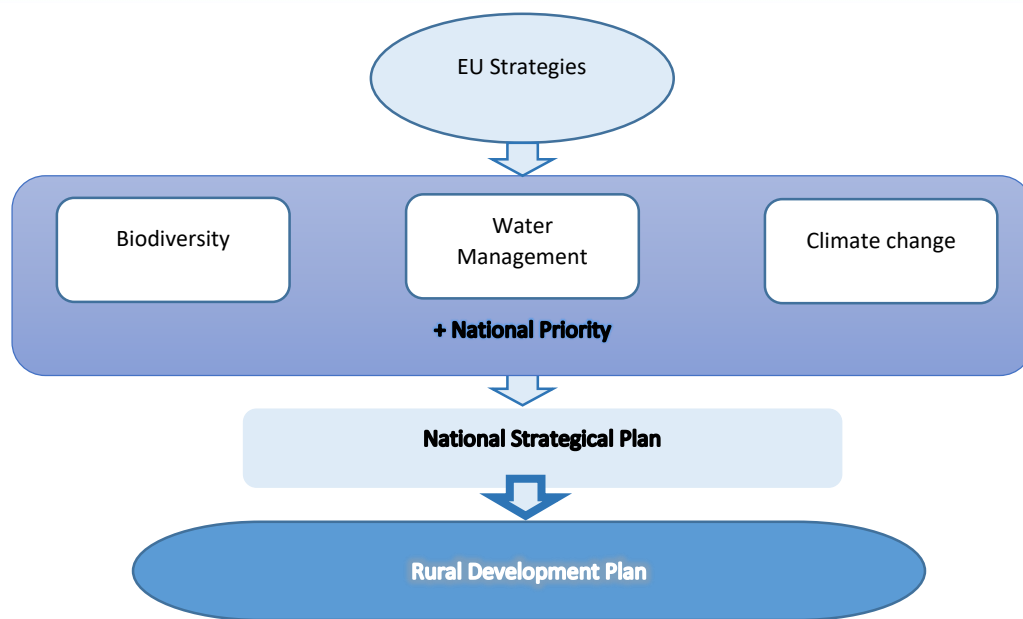 EU Strategies
Biodiversity
Water
Management
Climate change
+ National Priority
National Strategical Plan
Rural Development Plan